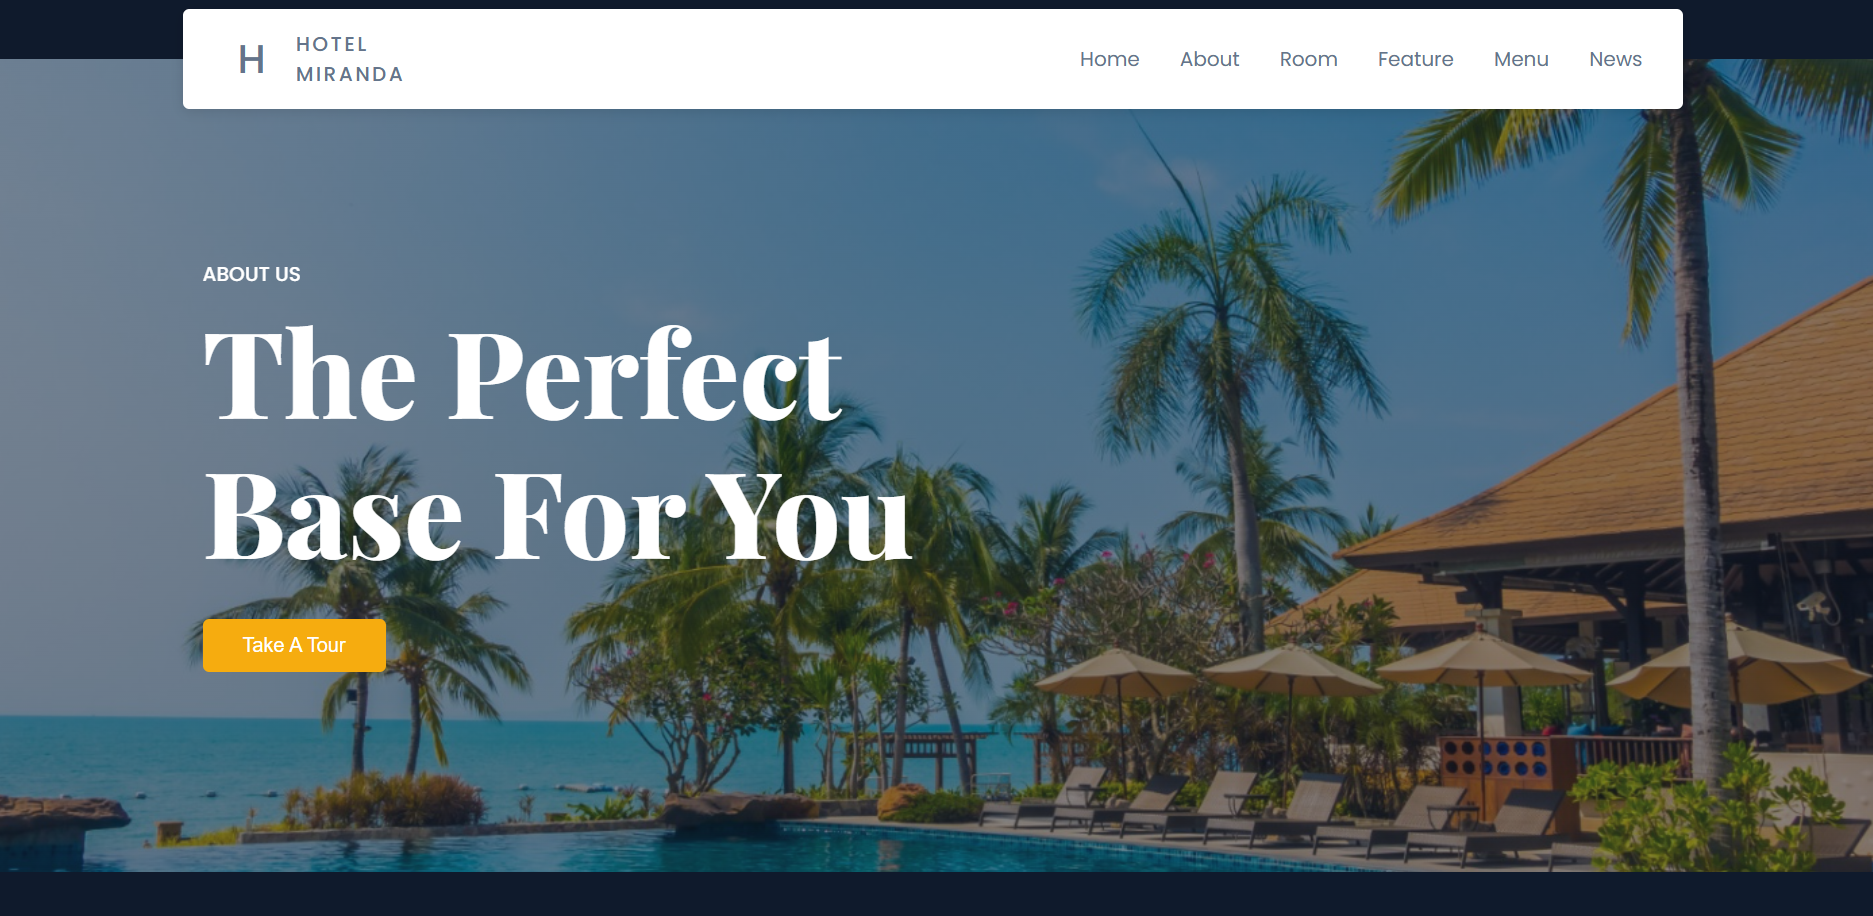 H
HOTEL
MIRANDA
Home About Room Feature Menu News
ABOUT US
The Perfect
Base For You
Take A Tour